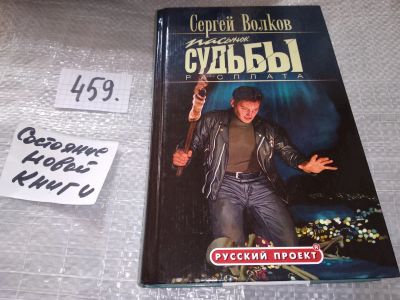 459.
Состояние
новой
книги
Сергей Волков
Пасынок
СУДЬБЫ
РАСПЛАТА
РУССКИЙ ПРОЕКТ®